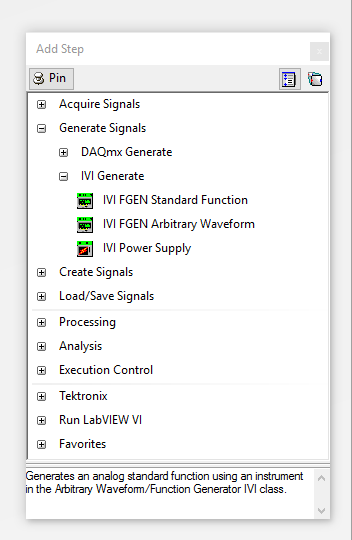 Add Step
Pin
Acquire Signals
Generate Signals
DAQmx Generate
IVI Generate
IVI FGEN Standard Function
IVI FGEN Arbitrary Waveform
IVI Power Supply
Create Signals
Load/Save Signals
Processing
Analysis
Execution Control
Tektronix
Run LabVIEW VI
Favorites
Generates an analog standard function using an instrument
in the Arbitrary Waveform/Function Generator IVI class.